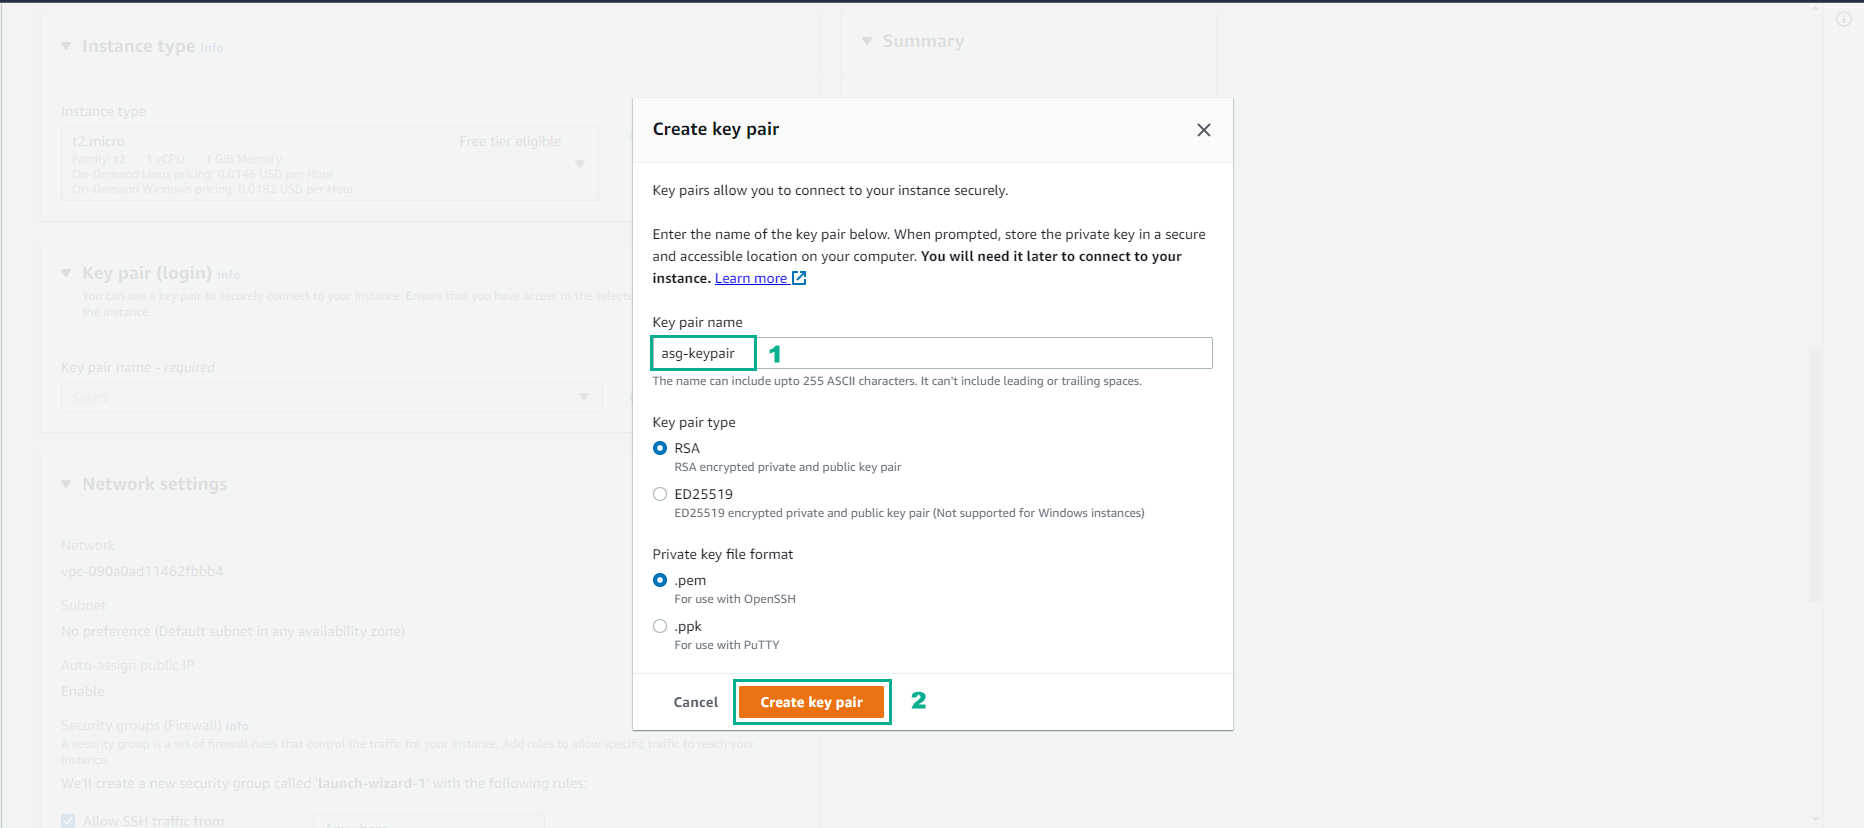 Instance type Info
Summary
Instance type
t2.micro
Free tier eligible
Family: t2 1 vCPU 1 GiB Memory
On-Demand Linux pricing: 0.0146 USD per Hour
On-Demand Windows pricing: 0.0192 USD per Hour
Key pair (login) Info
You can use a key pair to securely connect to your instance. Ensure that you have access to the selecte
the instance.
Key pair name - required
Select
Network settings
Network
vpc-090a0ad11462fbbb4
Subnet
No preference (Default subnet in any availability zone)
Auto-assign public IP
Enable
Security groups (Firewall) Info
A security group is a set of firewall rules that control the traffic for your instance. Add rules to allow specific traffic to reach your
instance.
We'll create a new security group called 'launch-wizard-1' with the following rules:
Allow SSH traffic from
Create key pair
Key pairs allow you to connect to your instance securely.
Enter the name of the key pair below. When prompted, store the private key in a secure
and accessible location on your computer. You will need it later to connect to your
instance. Learn more
Key pair name
asg-keypair 1
The name can include upto 255 ASCII characters. It can't include leading or trailing spaces.
Key pair type
RSA
RSA encrypted private and public key pair
ED25519
ED25519 encrypted private and public key pair (Not supported for Windows instances)
Private key file format
.pem
For use with OpenSSH
.ppk
For use with PuTTY
Cancel Create key pair 2